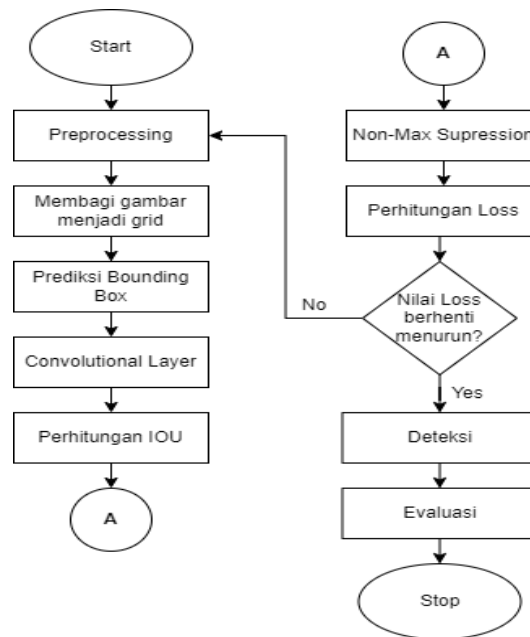 Start
Preprocessing
Membagi gambar
menjadi grid
Prediksi Bounding
Box
Convolutional Layer
Perhitungan IOU
A
A
Non-Max Supression
Perhitungan Loss
Nilai Loss
berhenti
menurun?
No
Yes
Deteksi
Evaluasi
Stop